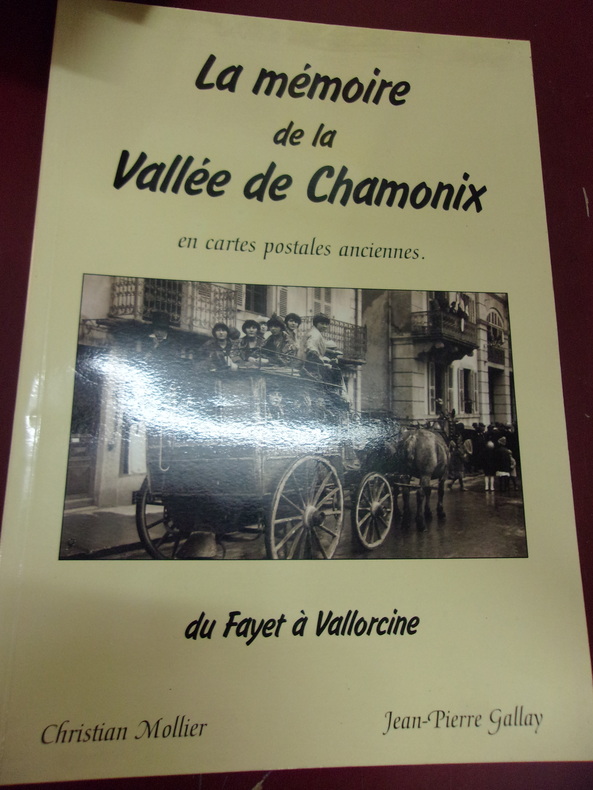 La mémoire
de la
Vallée de Chamonix
en cartes postales anciennes.
du Fayet à Vallorcine
Christian Mollier
Jean-Pierre Gallay